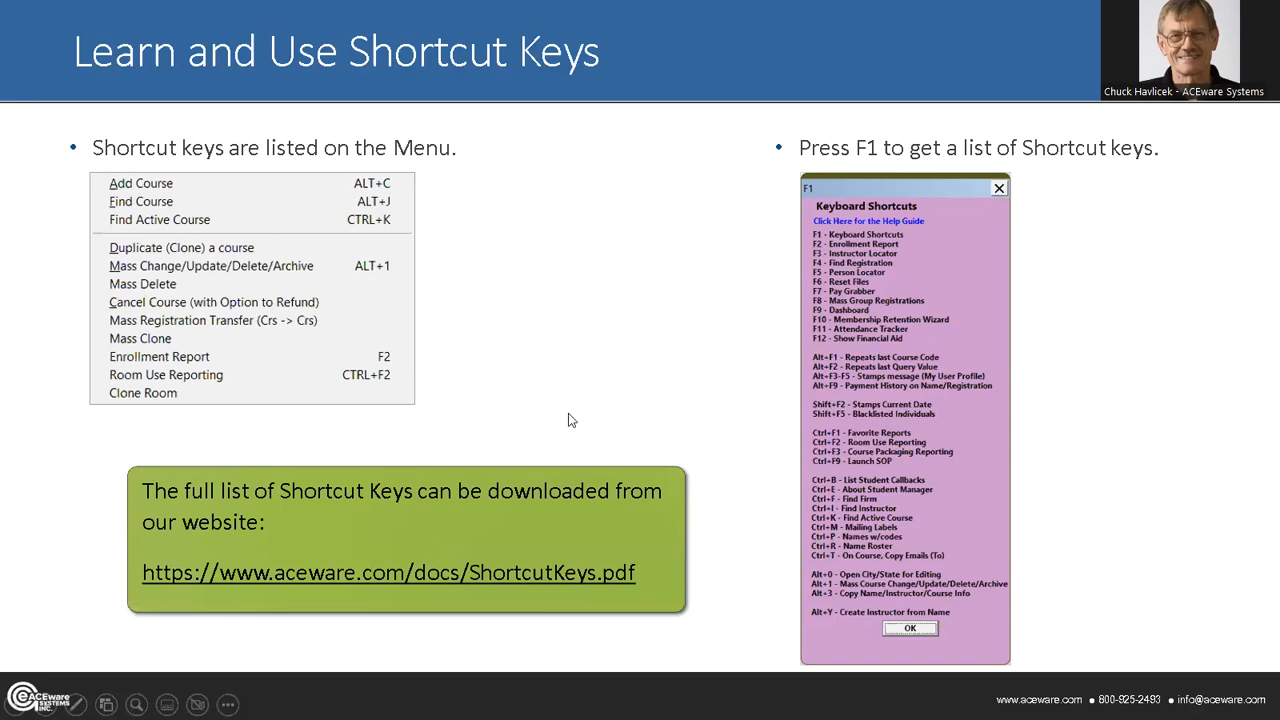 Learn and Use Shortcut Keys
Chuck Havlicek - ACEware Systems
• Shortcut keys are listed on the Menu.
Add Course ALT+C
Find Course ALT+J
Find Active Course CTRL+K
Duplicate (Clone) a course
Mass Change/Update/Delete/Archive ALT+1
Mass Delete
Cancel Course (with Option to Refund)
Mass Registration Transfer (Crs -> Crs)
Mass Clone
Enrollment Report F2
Room Use Reporting CTRL+F2
Clone Room
The full list of Shortcut Keys can be downloaded from
our website:
https://www.aceware.com/docs/ShortcutKeys.pdf
• Press F1 to get a list of Shortcut keys.
F1
Keyboard Shortcuts
Click Here for the Help Guide
F1 - Keyboard Shortcuts
F2 - Enrollment Report
F3 - Instructor Locator
F4 - Find Registration
F5 - Person Locator
F6 - Reset Files
F7 - Pay Grabber
F8 - Mass Group Registrations
F9 - Dashboard
F10 - Membership Retention Wizard
F11 - Attendance Tracker
F12 - Show Financial Aid
Alt+F1 - Repeats last Course Code
Alt+F2 - Repeats last Query Value
Alt+F3-F5 - Stamps message (My User Profile)
Alt+F9 - Payment History on Name/Registration
Shift+F2 - Stamps Current Date
Shift+F5 - Blacklisted Individuals
Ctrl+F1 - Favorite Reports
Ctrl+F2 - Room Use Reporting
Ctrl+F3 - Course Packaging Reporting
Ctrl+F9 - Launch SOP
Ctrl+B - List Student Callbacks
Ctrl+E - About Student Manager
Ctrl+F - Find Firm
Ctrl+I - Find Instructor
Ctrl+K - Find Active Course
Ctrl+M - Mailing Labels
Ctrl+P - Names w/codes
Ctrl+R - Name Roster
Ctrl+T - On Course, Copy Emails (To)
Alt+0 - Open City/State for Editing
Alt+1 - Mass Course Change/Update/Delete/Archive
Alt+3 - Copy Name/Instructor/Course Info
Alt+Y - Create Instructor from Name
OK
ACEware
SYSTEMS
INC.
www.aceware.com • 800-925-2493 • info@aceware.com